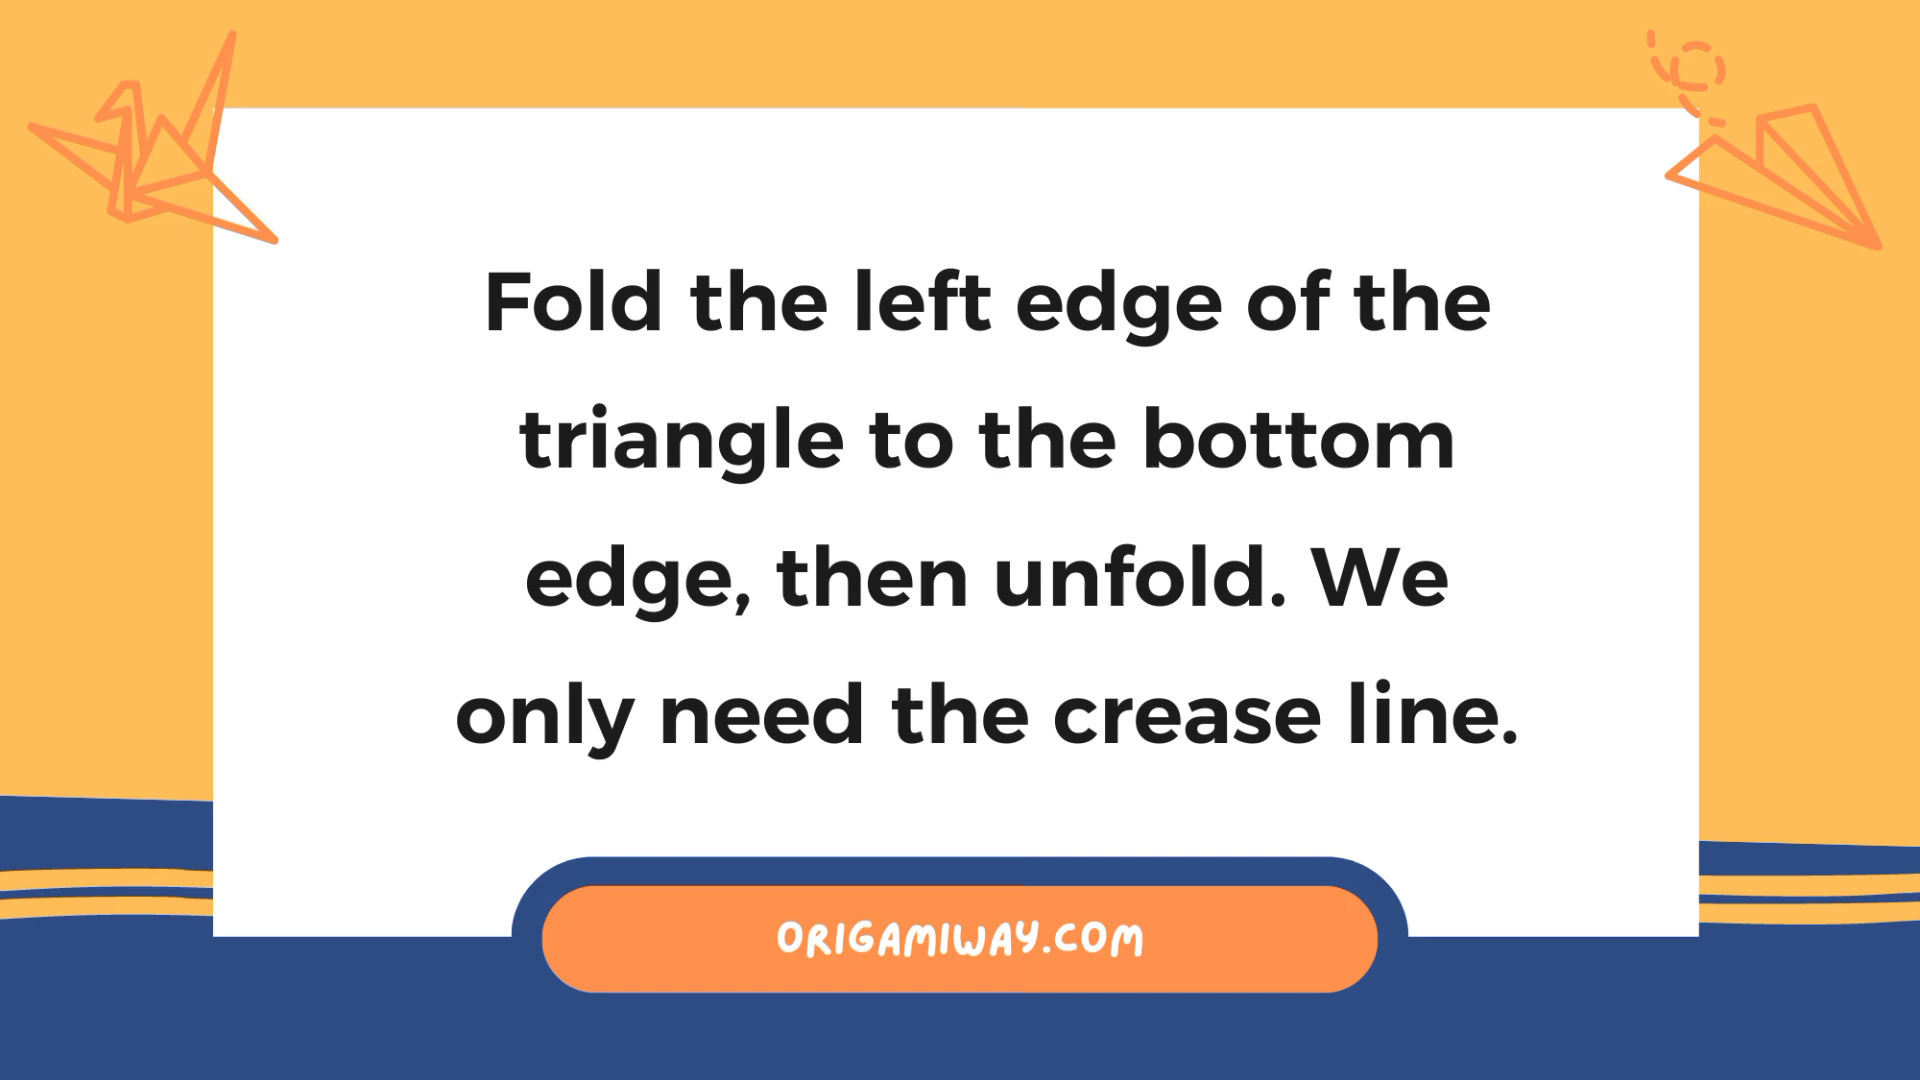 Fold the left edge of the
triangle to the bottom
edge, then unfold. We
only need the crease line.
ORIGAMIWAY.COM